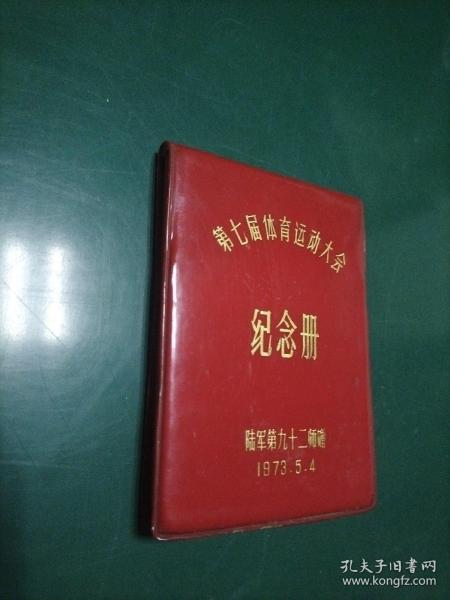 第七届体育运动大会
纪念册
陆军第九十二师赠
1973.5.4
孔夫子旧书网
www.kongfz.com